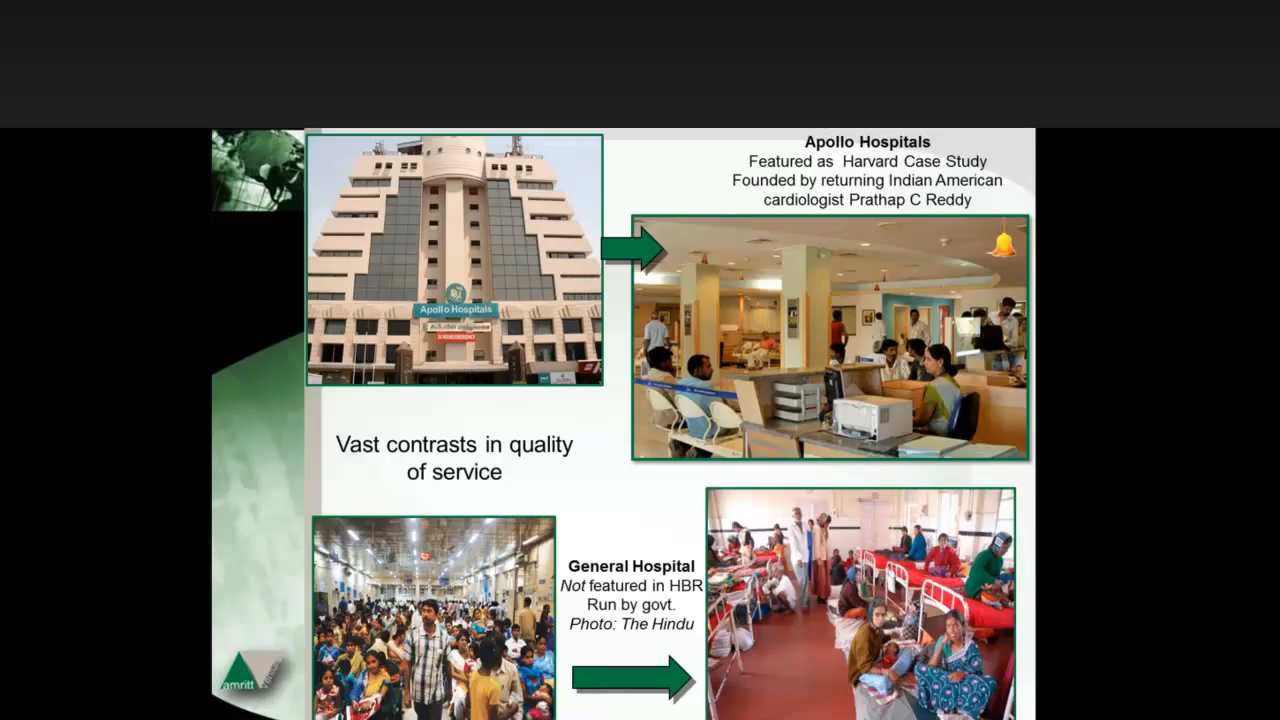 Apollo Hospitals
Featured as Harvard Case Study
Founded by returning Indian American
cardiologist Prathap C Reddy
Apollo Hospitals
Vast contrasts in quality
of service
General Hospital
Not featured in HBR
Run by govt.
Photo: The Hindu
amritt